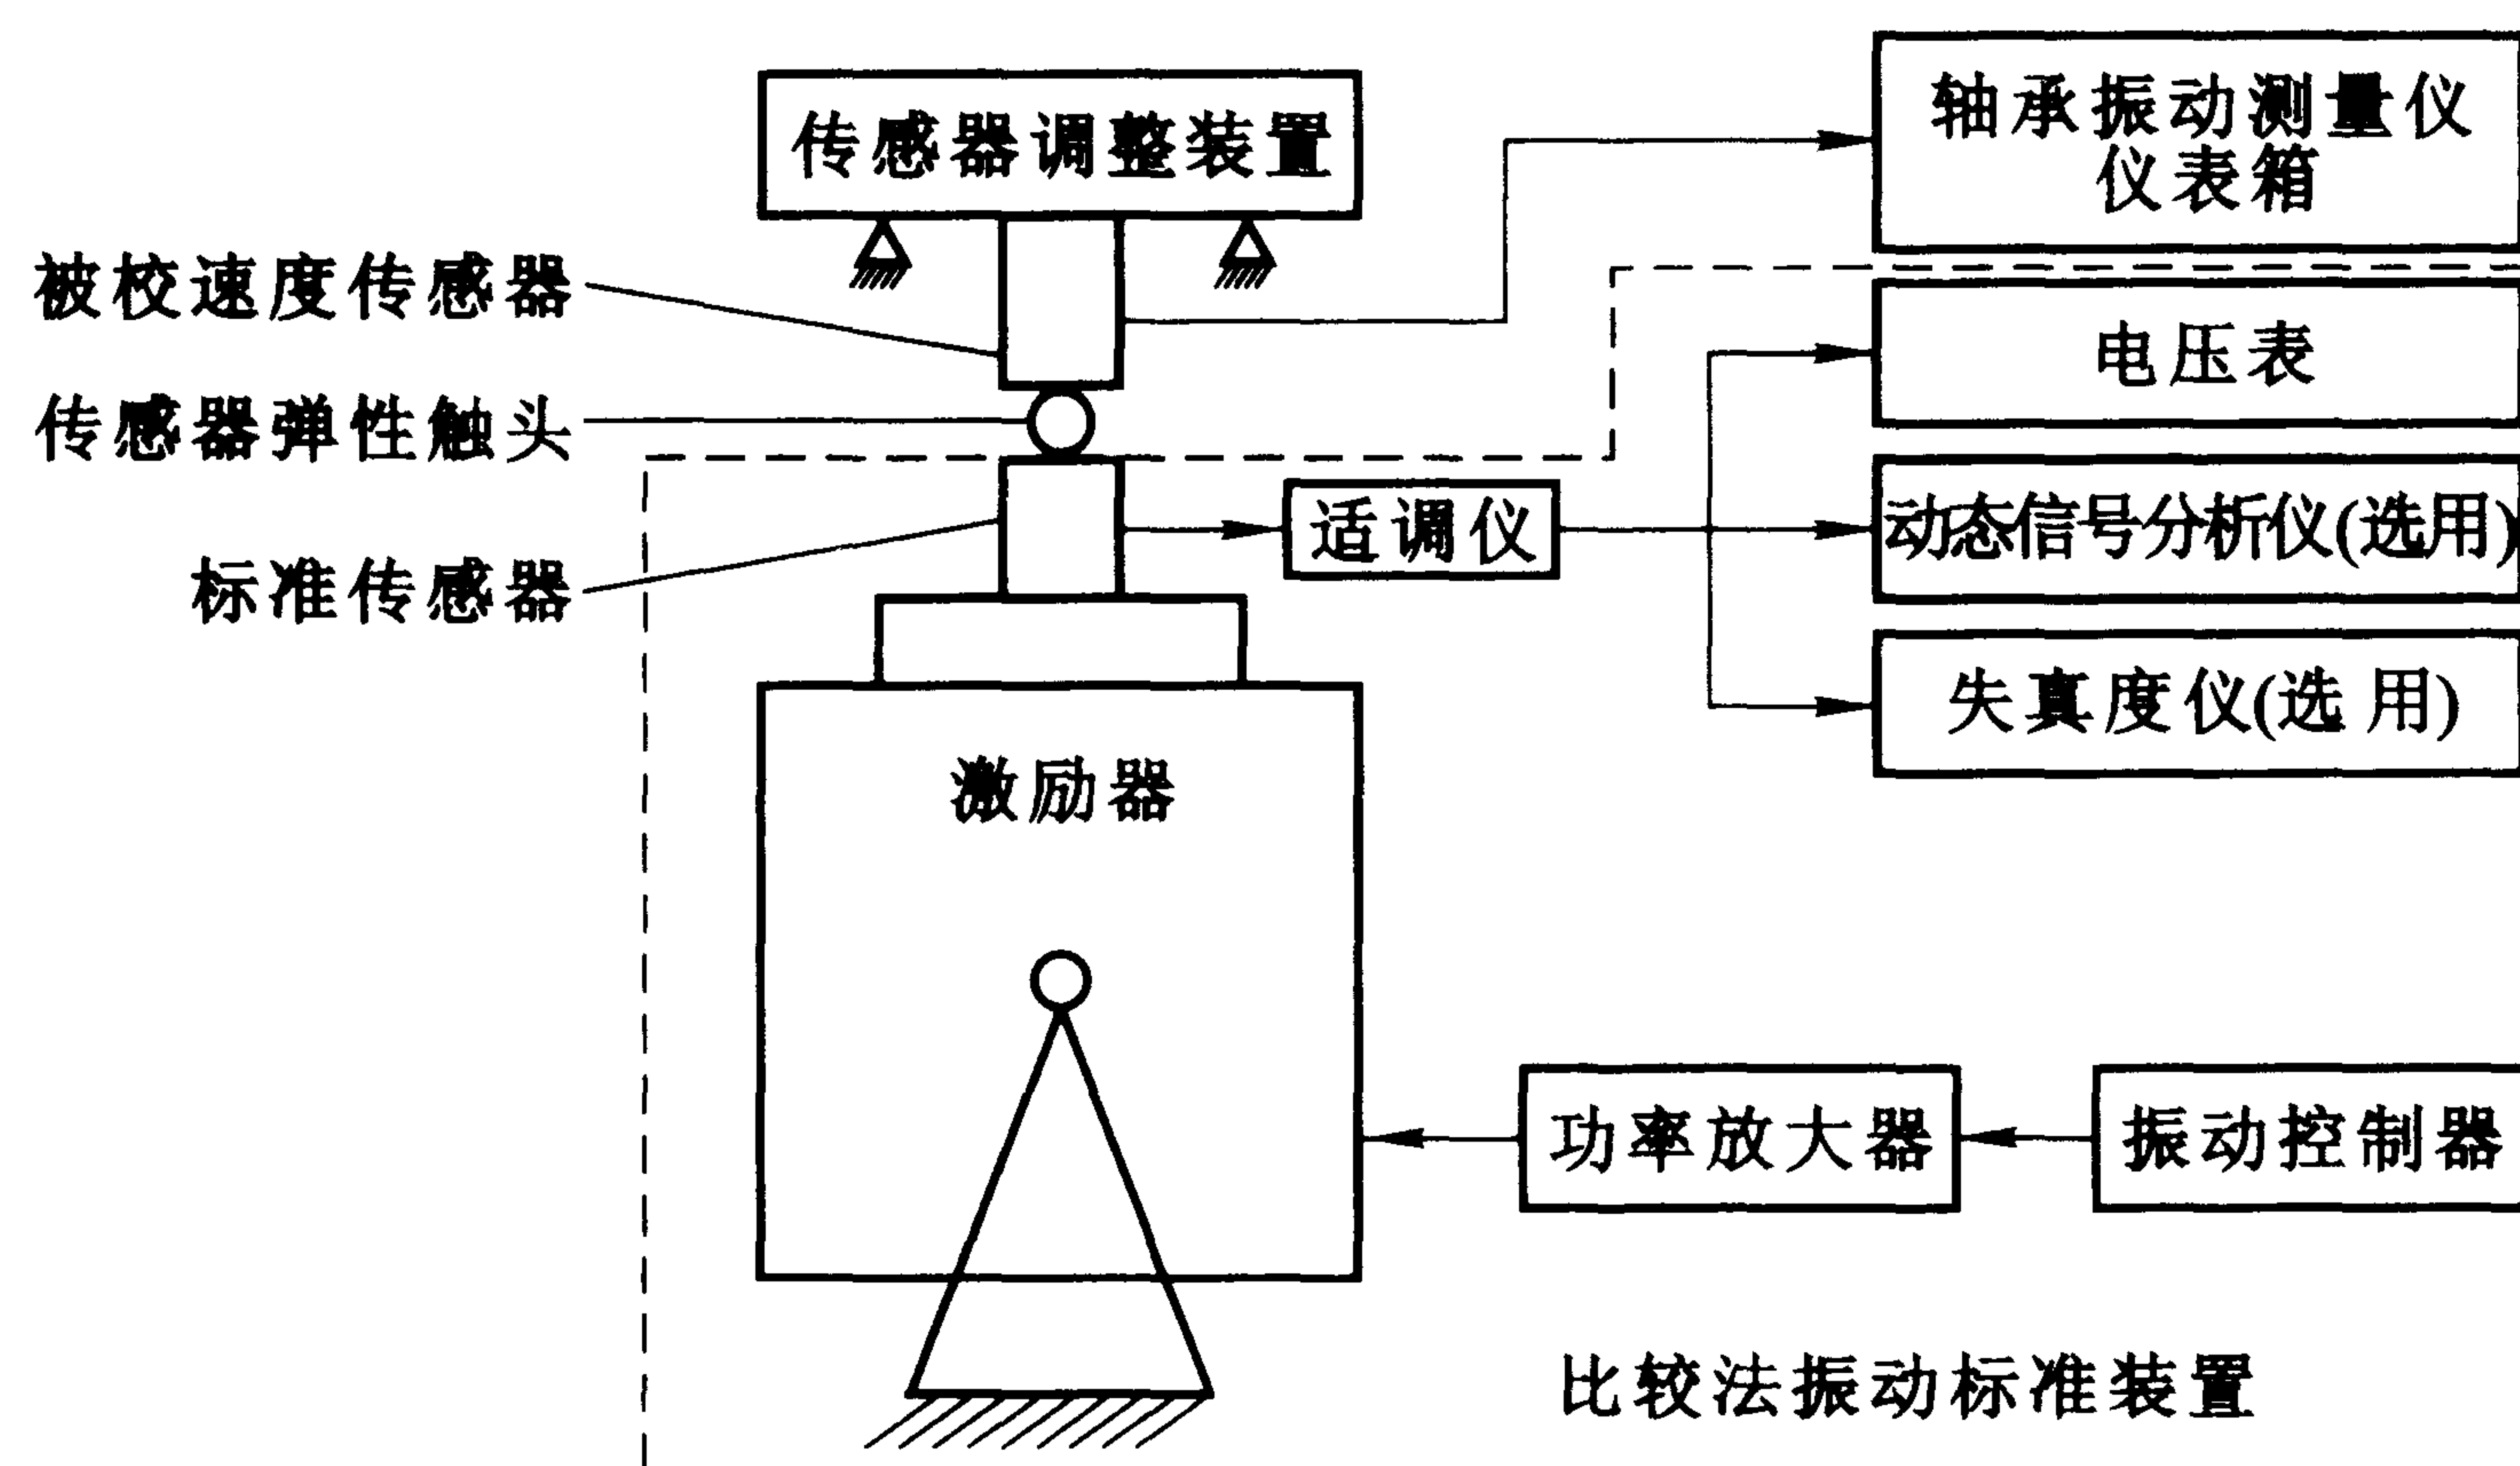 传感器调整装置
轴承振动测量仪
仪表箱
被校速度传感器
电压表
传感器弹性触头
适调仪
动态信号分析仪(选用)
标准传感器
失真度仪(选用)
激励器
功率放大器
振动控制器
比较法振动标准装置